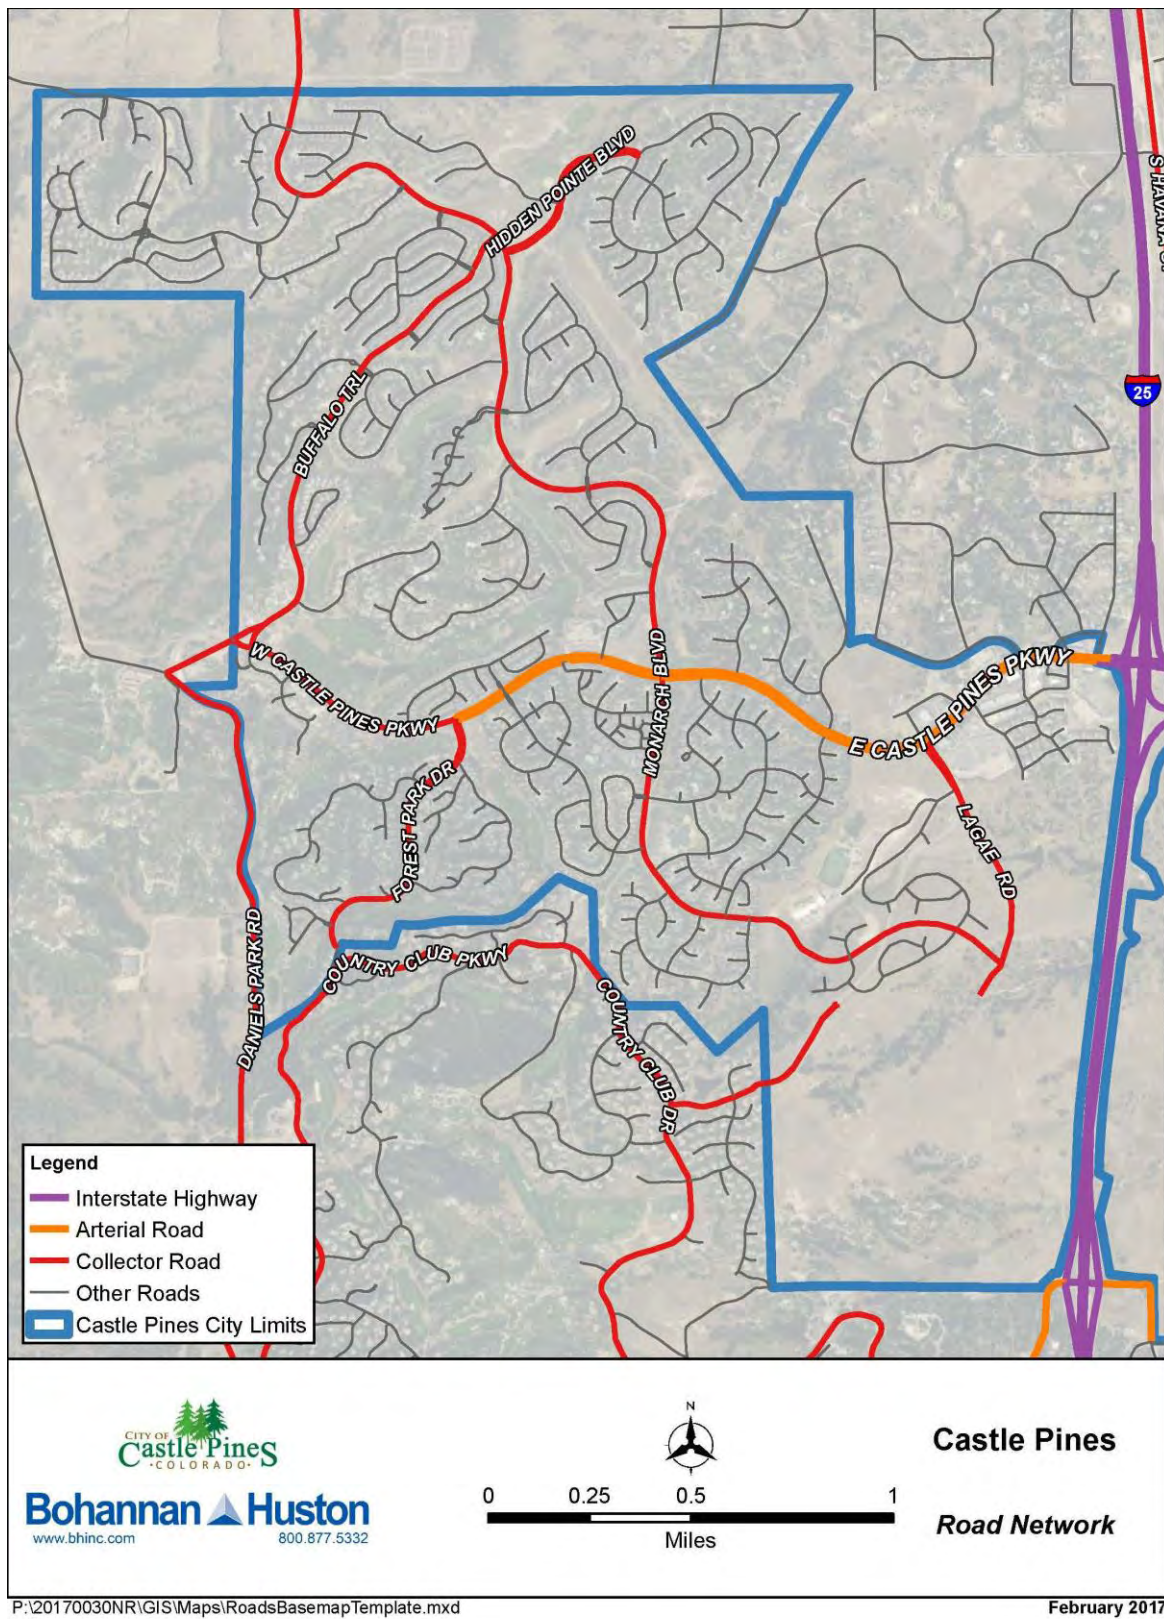 HIDDEN POINTE BLVD
S HAVANA S
25
BUFFALO TRL
W CASTLE PINES PKWY
MONARCH BLVD
E CASTLE PINES PKWY
FOREST PARK DR
LAGAE RD
DANIELS PARK RD
COUNTRY CLUB PKWY
COUNTRY CLUB DR
Legend
Interstate Highway
Arterial Road
Collector Road
Other Roads
Castle Pines City Limits
CITY OF
Castle Pines
COLORADO
Bohannan Huston
www.bhinc.com 800.877.5332
N
0 0.25 0.5 1
Miles
Castle Pines
Road Network
P:\20170030NR\GIS\Maps\RoadsBasemapTemplate.mxd
February 2017